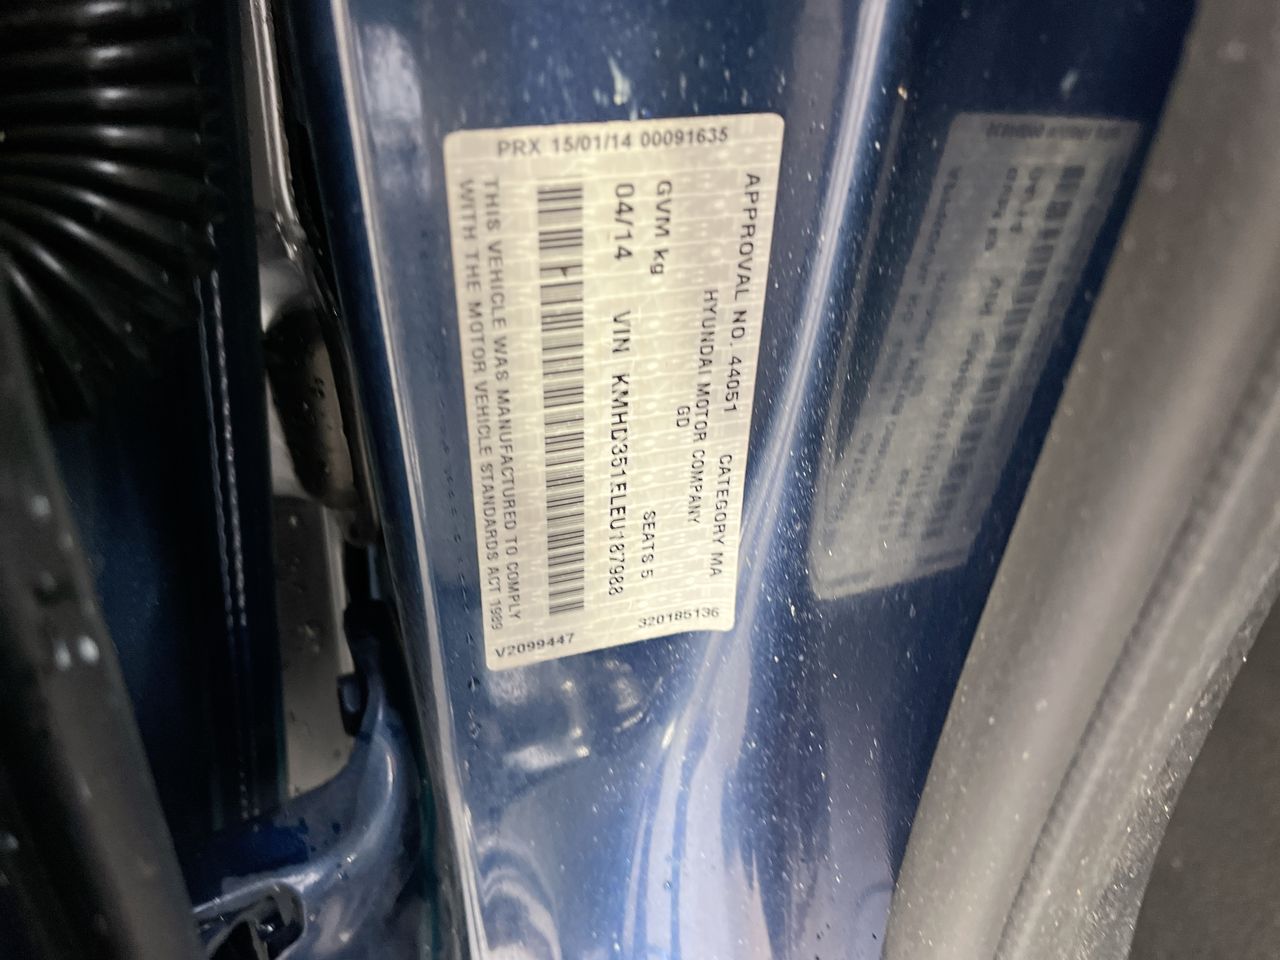 PRX 15/01/14 00091635
APPROVAL NO. 44051 CATEGORY MA
HYUNDAI MOTOR COMPANY
GD
GVM kg SEATS 5
04/14 VIN KMHD351ELEU187988
THIS VEHICLE WAS MANUFACTURED TO COMPLY
WITH THE MOTOR VEHICLE STANDARDS ACT 1989
V2099447 320185136